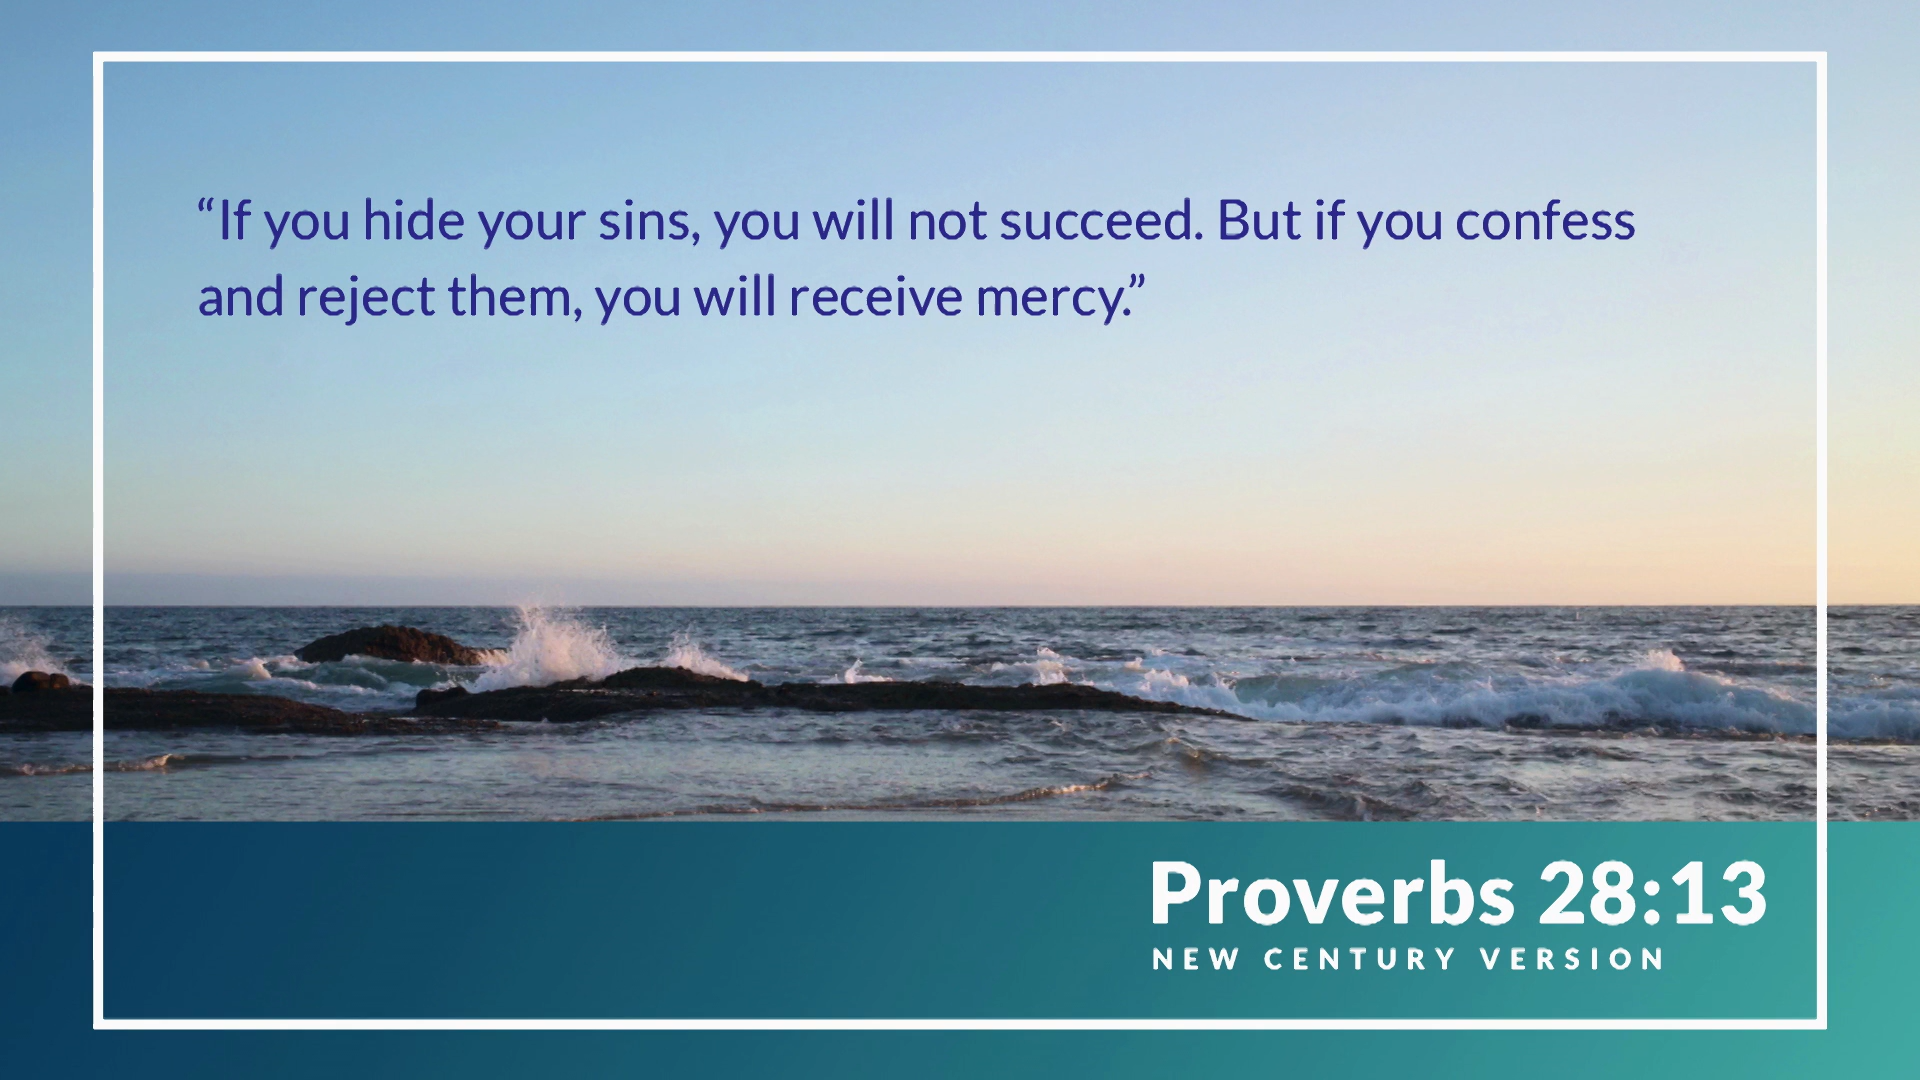 “If you hide your sins, you will not succeed. But if you confess
and reject them, you will receive mercy.”
Proverbs 28:13
NEW CENTURY VERSION